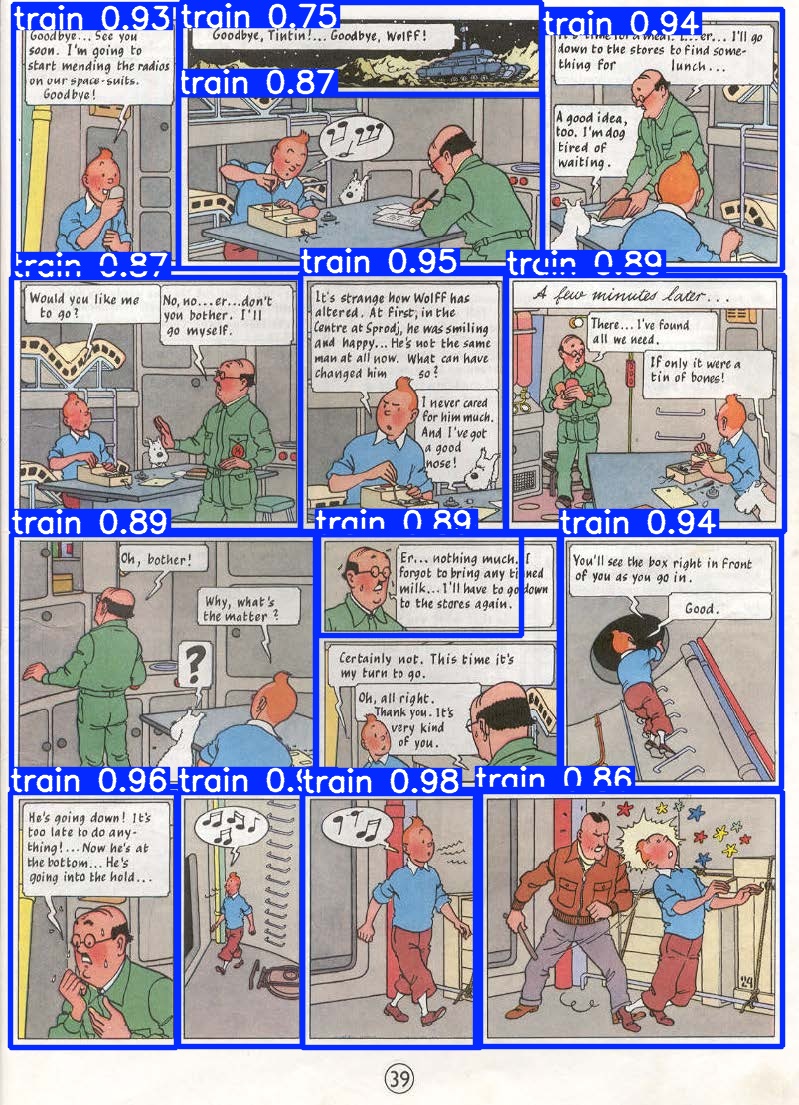 train 0.93
Goodbye... See you
soon. I'm going to
start mending the radios
on our space-suits.
Goodbye!
train 0.75
Goodbye, Tintin!... Goodbye, Wolff!
train 0.87
train 0.94
It's time for a meal. I...er... I'll go
down to the stores to find some-
thing for lunch...
A good idea,
too. I'm dog
tired of
waiting.
train 0.87
Would you like me
to go?
No, no...er...don't
you bother. I'll
go myself.
train 0.95
It's strange how Wolff has
altered. At first, in the
Centre at Sprodj, he was smiling
and happy... He's not the same
man at all now. What can have
changed him so?
I never cared
for him much.
And I've got
a good
nose!
train 0.89
A few minutes later...
There... I've found
all we need.
If only it were a
tin of bones!
train 0.89
Oh, bother!
Why, what's
the matter?
?
train 0.89
Er... nothing much. I
forgot to bring any tinned
milk... I'll have to go down
to the stores again.
Certainly not. This time it's
my turn to go.
Oh, all right.
Thank you. It's
very kind
of you.
train 0.94
You'll see the box right in front
of you as you go in.
Good.
train 0.96
He's going down! It's
too late to do any-
thing!... Now he's at
the bottom... He's
going into the hold...
train
train 0.98
train 0.86
24
39